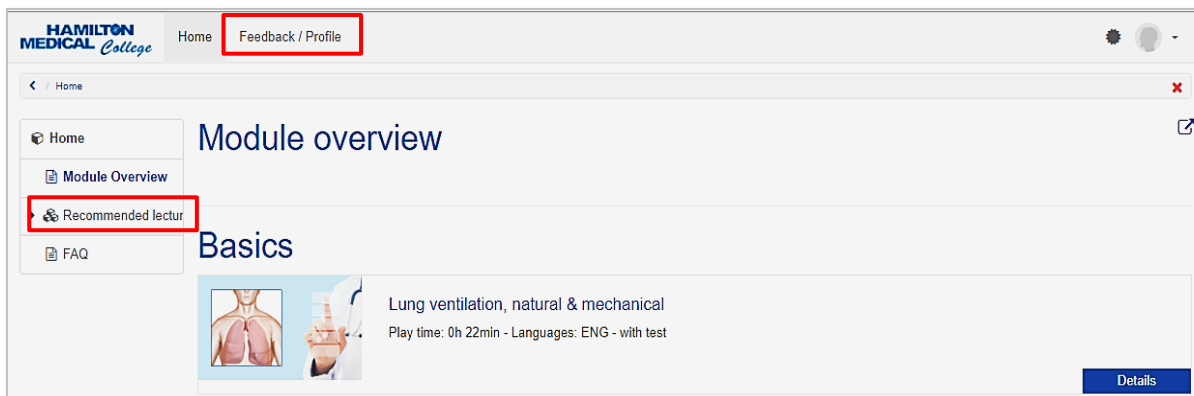 HAMILTON
MEDICAL College
Home
Feedback / Profile
/ Home
Home
Module Overview
Recommended lectur
FAQ
Module overview
Basics
Lung ventilation, natural & mechanical
Play time: 0h 22min - Languages: ENG - with test
Details